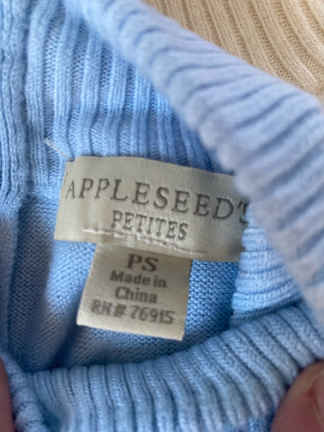 APPLESEED'S
PETITES
PS
Made in
China
RN# 76915